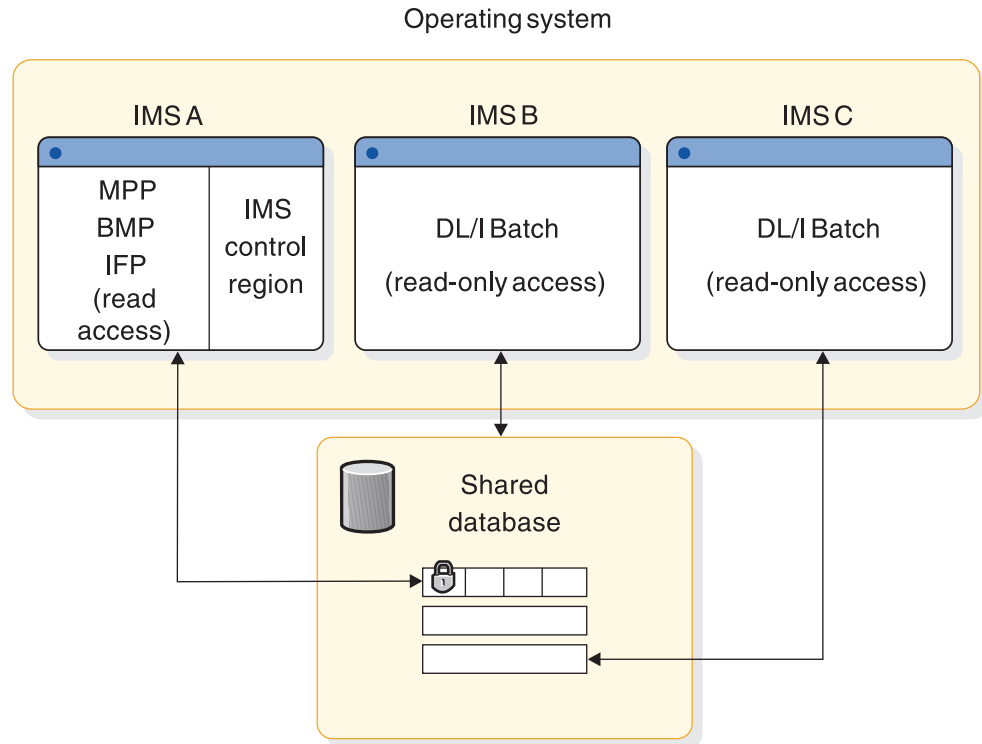 Operating system
IMS A
IMS B
IMS C
MPP
BMP
IFP
(read
access)
IMS
control
region
DL/I Batch
(read-only access)
DL/I Batch
(read-only access)
Shared
database
1